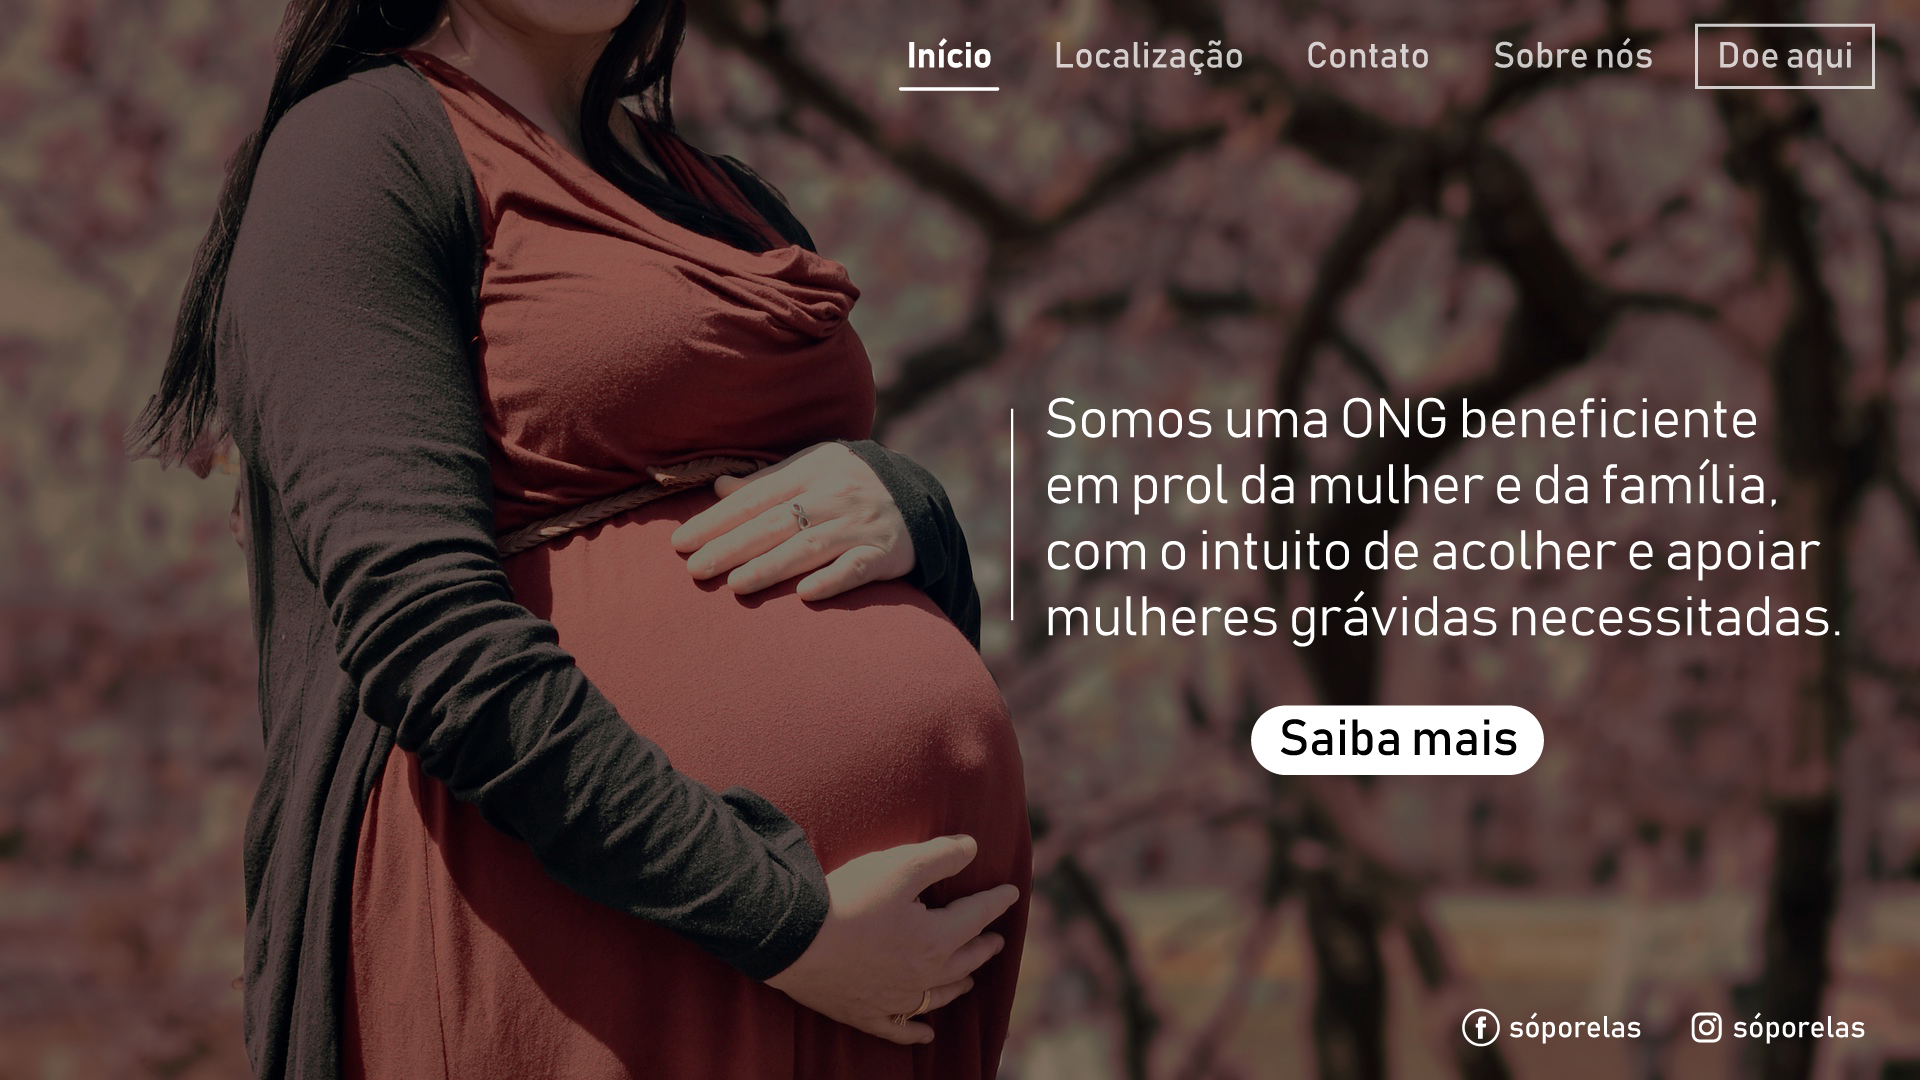 Início Localização Contato Sobre nós Doe aqui
Somos uma ONG beneficiente
em prol da mulher e da família,
com o intuito de acolher e apoiar
mulheres grávidas necessitadas.
Saiba mais
sóporelas sóporelas